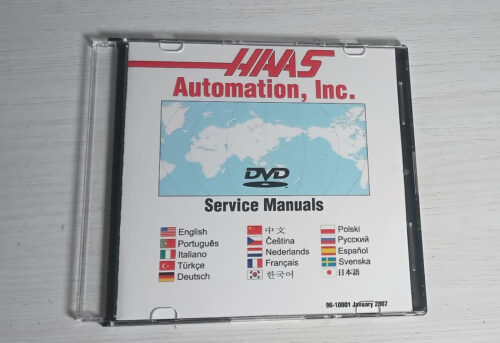 HAAS
Automation, Inc.
DVD
Service Manuals
English
Português
Italiano
Türkçe
Deutsch
中文
Čeština
Nederlands
Français
한국어
Polski
Русский
Español
Svenska
日本語
96-10001 January 2007